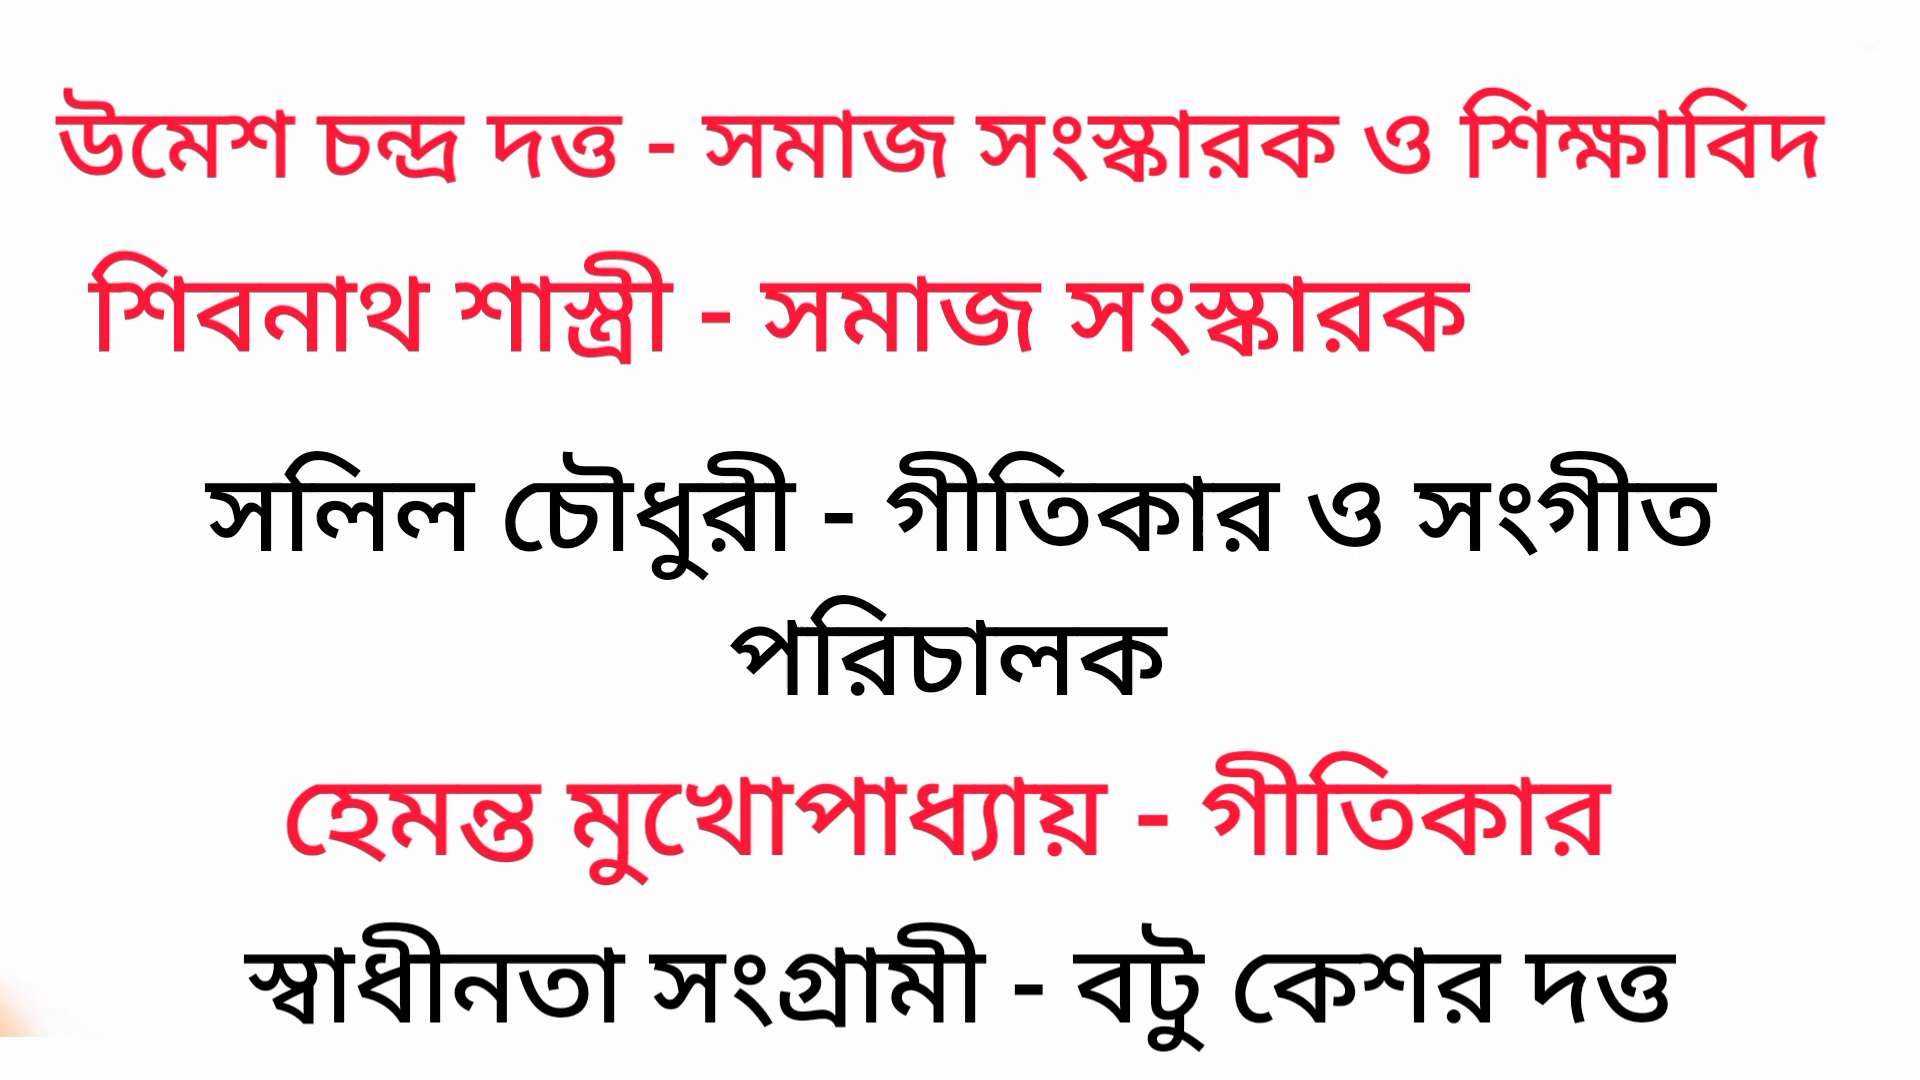 উমেশ চন্দ্র দত্ত - সমাজ সংস্কারক ও শিক্ষাবিদ
শিবনাথ শাস্ত্রী - সমাজ সংস্কারক
সলিল চৌধুরী - গীতিকার ও সংগীত
পরিচালক
হেমন্ত মুখোপাধ্যায় - গীতিকার
স্বাধীনতা সংগ্রামী - বটু কেশর দত্ত